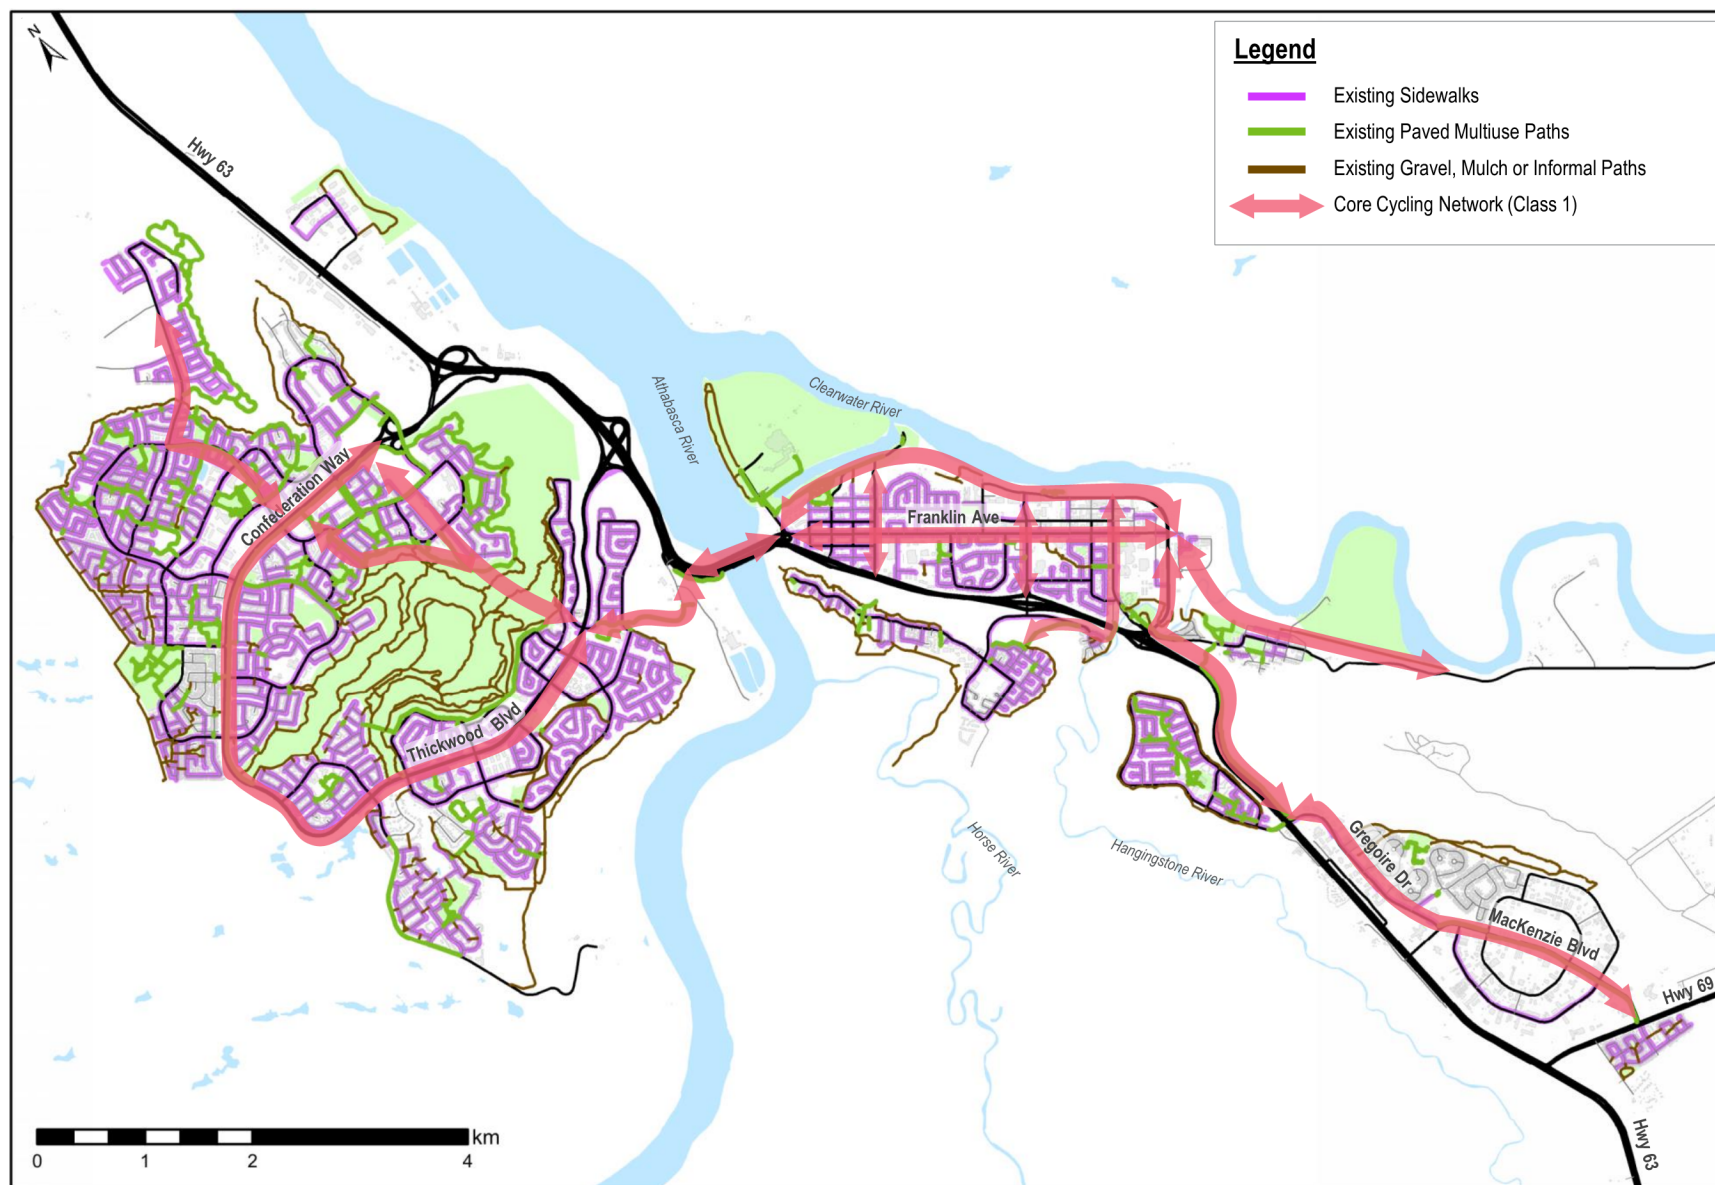 N
Legend
Existing Sidewalks
Existing Paved Multiuse Paths
Existing Gravel, Mulch or Informal Paths
Core Cycling Network (Class 1)
Hwy 63
Athabasca River
Clearwater River
Confederation Way
Franklin Ave
Thickwood Blvd
Horse River
Hangingstone River
Gregoire Dr
MacKenzie Blvd
Hwy 69
Hwy 63
km
0 1 2 4